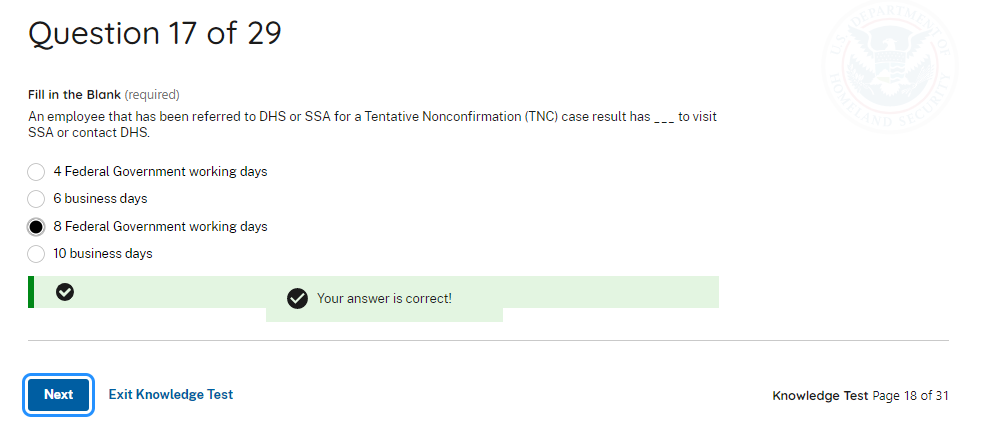 Question 17 of 29
U.S. DEPARTMENT OF
HOMELAND SECURITY
Fill in the Blank (required)
An employee that has been referred to DHS or SSA for a Tentative Nonconfirmation (TNC) case result has ___ to visit
SSA or contact DHS.
4 Federal Government working days
6 business days
8 Federal Government working days
10 business days
Your answer is correct!
Next Exit Knowledge Test Knowledge Test Page 18 of 31